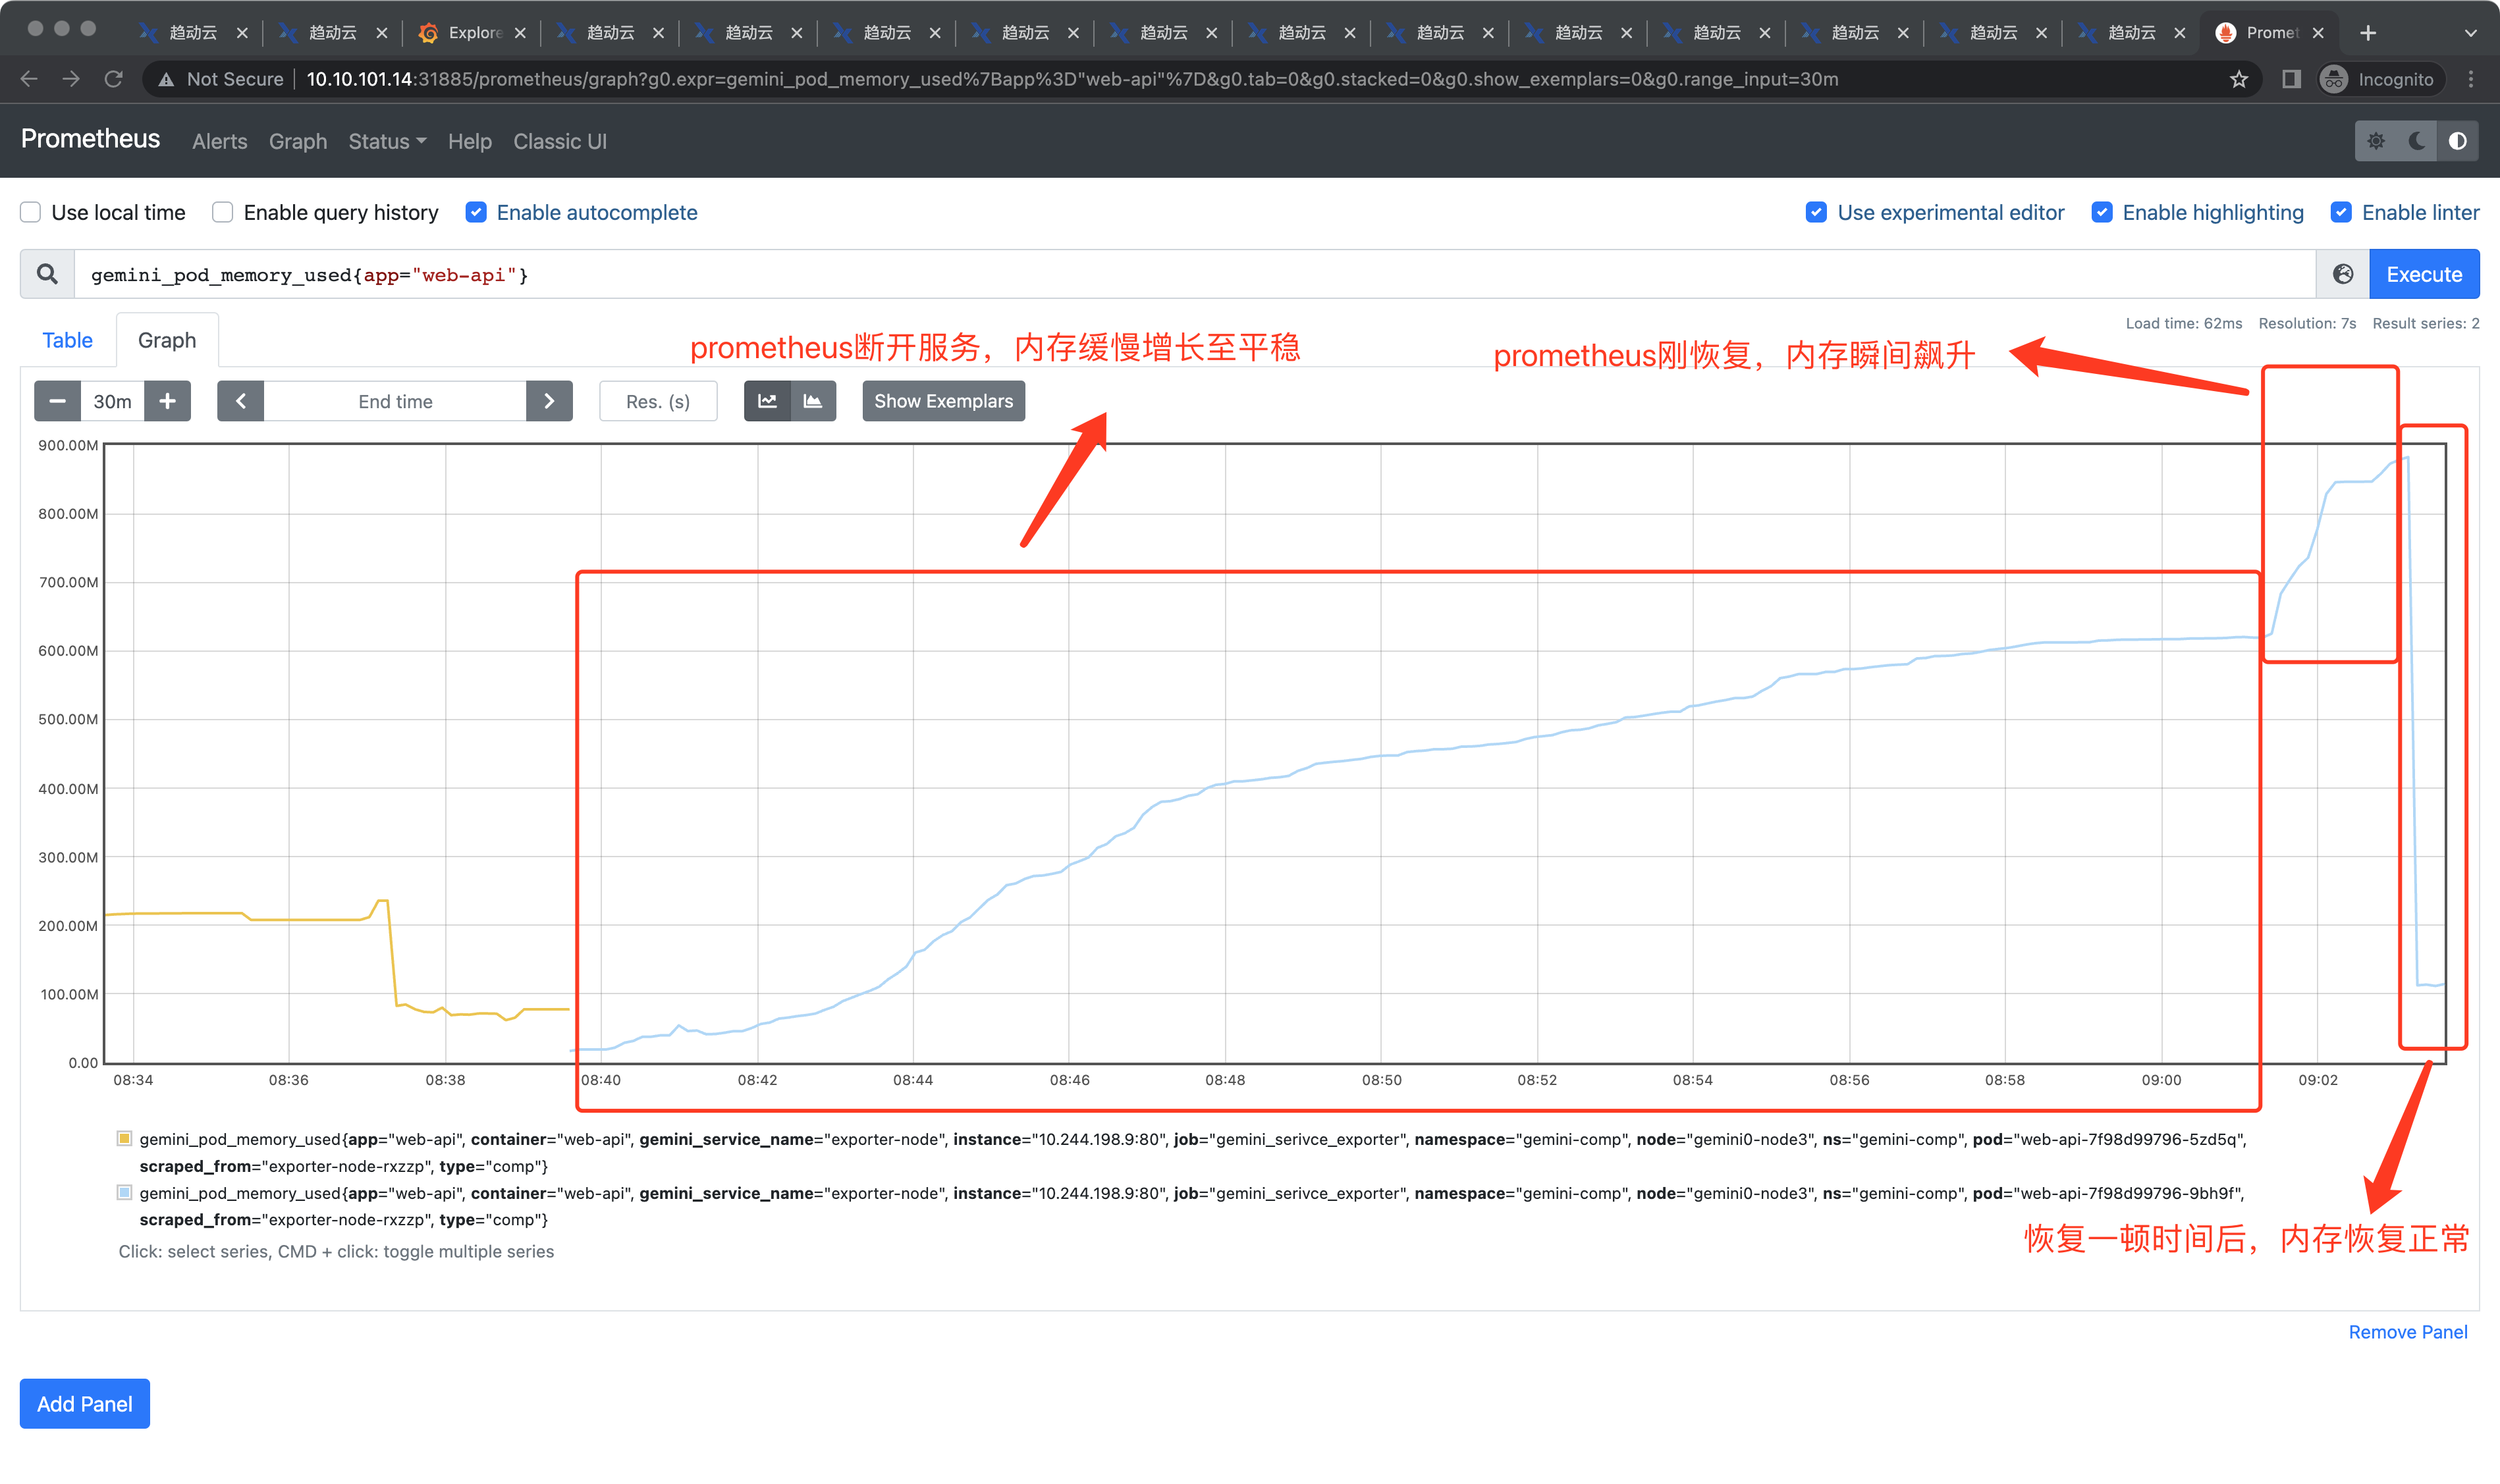 趋动云 趋动云 Explore 趋动云 趋动云 趋动云 趋动云 趋动云 趋动云 趋动云 趋动云 趋动云 趋动云 趋动云 趋动云 Promet
Not Secure 10.10.101.14:31885/prometheus/graph?g0.expr=gemini_pod_memory_used%7Bapp%3D"web-api"%7D&g0.tab=0&g0.stacked=0&g0.show_exemplars=0&g0.range_input=30m Incognito
Prometheus Alerts Graph Status Help Classic UI
Use local time Enable query history Enable autocomplete Use experimental editor Enable highlighting Enable linter
gemini_pod_memory_used{app="web-api"} Execute
Table Graph Load time: 62ms Resolution: 7s Result series: 2
prometheus断开服务，内存缓慢增长至平稳
prometheus刚恢复，内存瞬间飙升
30m End time Res. (s) Show Exemplars
900.00M
800.00M
700.00M
600.00M
500.00M
400.00M
300.00M
200.00M
100.00M
0.00
08:34 08:36 08:38 08:40 08:42 08:44 08:46 08:48 08:50 08:52 08:54 08:56 08:58 09:00 09:02
gemini_pod_memory_used{app="web-api", container="web-api", gemini_service_name="exporter-node", instance="10.244.198.9:80", job="gemini_serivce_exporter", namespace="gemini-comp", node="gemini0-node3", ns="gemini-comp", pod="web-api-7f98d99796-5zd5q",
scraped_from="exporter-node-rxzzp", type="comp"}
gemini_pod_memory_used{app="web-api", container="web-api", gemini_service_name="exporter-node", instance="10.244.198.9:80", job="gemini_serivce_exporter", namespace="gemini-comp", node="gemini0-node3", ns="gemini-comp", pod="web-api-7f98d99796-9bh9f",
scraped_from="exporter-node-rxzzp", type="comp"}
恢复一顿时间后，内存恢复正常
Click: select series, CMD + click: toggle multiple series
Remove Panel
Add Panel